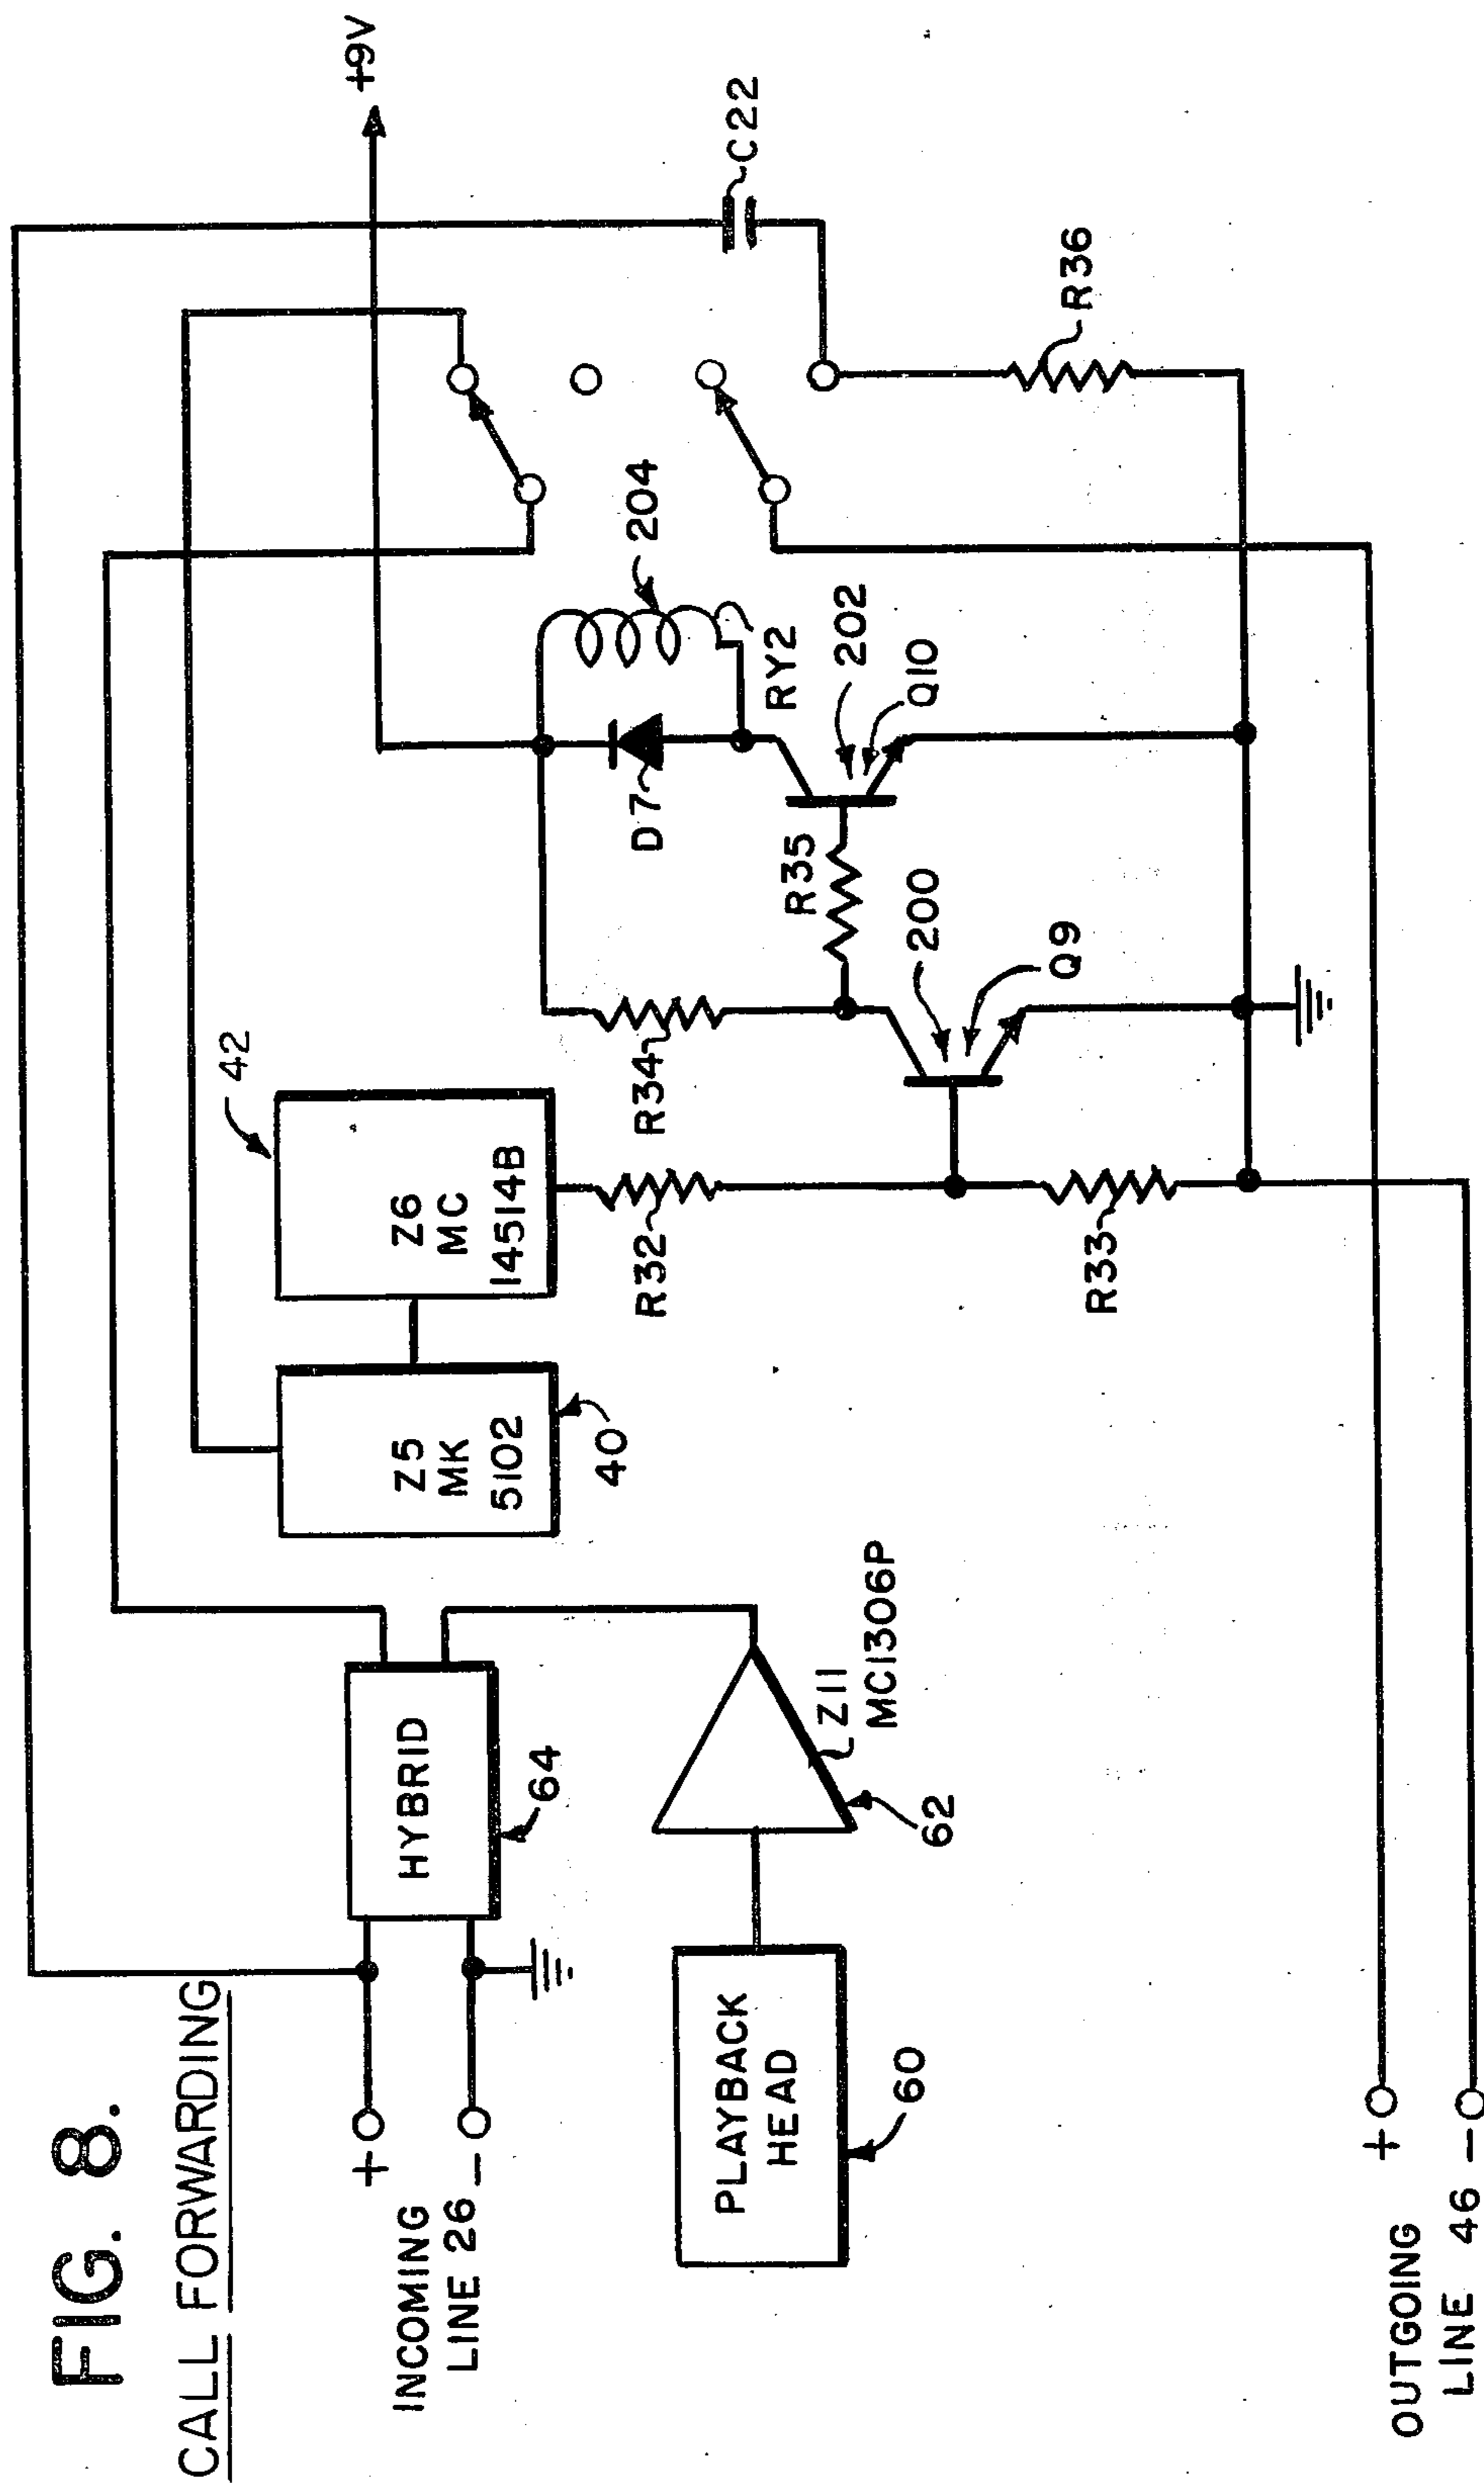 FIG. 8.
CALL FORWARDING
+9V
INCOMING
LINE 26
+
-
HYBRID
64
Z5
MK
5102
40
Z6
MC
14514B
42
PLAYBACK
HEAD
60
62
Z11
MC1306P
R32
R33
R34
R35
200
Q9
D7
RY2
204
202
Q10
C22
R36
OUTGOING
LINE 46
+
-